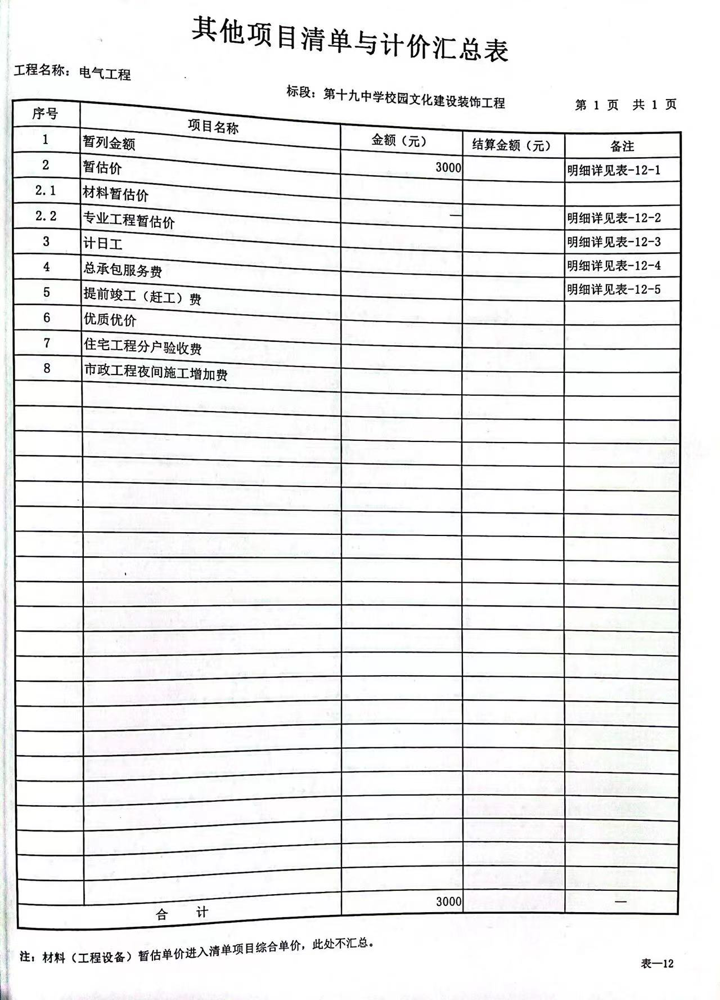 其他项目清单与计价汇总表
工程名称：电气工程
标段：第十九中学校园文化建设装饰工程
第 1 页 共 1 页
序号 项目名称 金额（元） 结算金额（元） 备注
1 暂列金额 3000 明细详见表-12-1
2 暂估价
2.1 材料暂估价 — 明细详见表-12-2
2.2 专业工程暂估价 明细详见表-12-3
3 计日工 明细详见表-12-4
4 总承包服务费 明细详见表-12-5
5 提前竣工（赶工）费
6 优质优价
7 住宅工程分户验收费
8 市政工程夜间施工增加费
合 计 3000 —
注：材料（工程设备）暂估单价进入清单项目综合单价，此处不汇总。
表—12